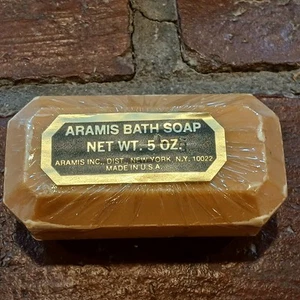 ARAMIS BATH SOAP
NET WT. 5 OZ.
ARAMIS INC., DIST., NEW YORK, N.Y. 10022
MADE IN U.S.A.